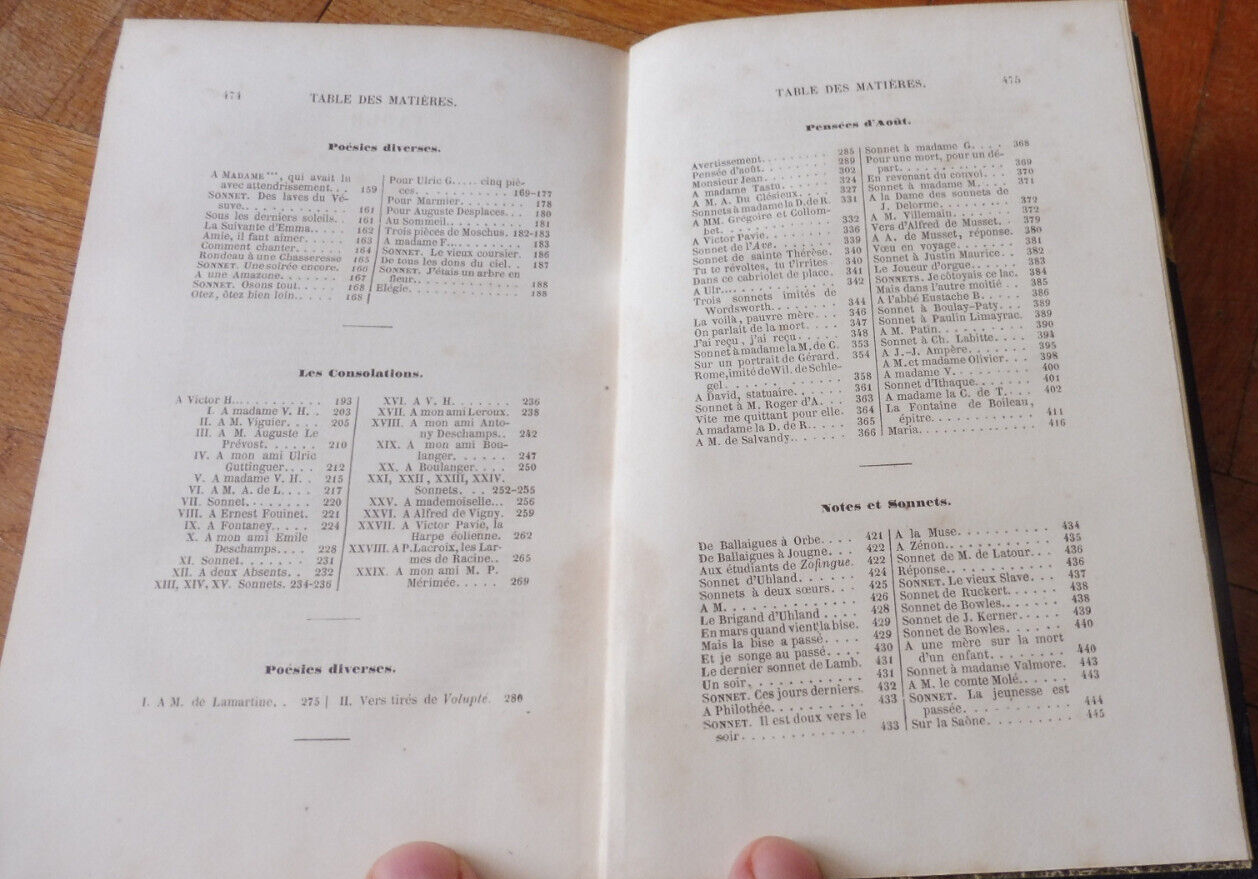 474
TABLE DES MATIÈRES.
Poésies diverses.
A MADAME***, qui avait lu
avec attendrissement. . . 159
SONNET. Des laves du Vé-
suve. . . . . . . . . . . 161
Sous les derniers soleils. . 161
La Suivante d'Emma. . . 162
Amie, il faut aimer. . . . 163
Comment chanter. . . . . 164
Rondeau à une Chasseresse 165
SONNET. Une soirée encore. 166
A une Amazone. . . . . . 167
SONNET. Osons tout. . . . 168
Otez, ôtez bien loin. . . . . 168
Pour Ulric G..... cinq piè-
ces. . . . . . . . . . 169-177
Pour Marmier. . . . . . . 178
Pour Auguste Desplaces. . . 180
Au Sommeil. . . . . . . . 181
Trois pièces de Moschus. 182-183
A madame F... . . . . . . 183
SONNET. Le vieux coursier. 186
De tous les dons du ciel. . 187
SONNET. J'étais un arbre en
fleur. . . . . . . . . . . 188
Elégie. . . . . . . . . . . 188
Les Consolations.
A Victor H. . . . . . . . . 193
I. A madame V. H. . 203
II. A M. Viguier. . . . 205
III. A M. Auguste Le
Prévost. . . . . . 210
IV. A mon ami Ulric
Guttinguer. . . . 212
V. A madame V. H. . 215
VI. A M. A. de L. . . . 217
VII. Sonnet. . . . . . . . 220
VIII. A Ernest Fouinet. . 221
IX. A Fontaney. . . . . 224
X. A mon ami Emile
Deschamps. . . . 228
XI. Sonnet. . . . . . . . 231
XII. A deux Absents. . . 232
XIII, XIV, XV. Sonnets. 234-236
XVI. A V. H. . . . . . . 236
XVII. A mon ami Leroux. 238
XVIII. A mon ami Anto-
ny Deschamps. . 242
XIX. A mon ami Bou-
langer. . . . . . . 247
XX. A Boulanger. . . . 250
XXI, XXII, XXIII, XXIV.
Sonnets. . . 252-255
XXV. A mademoiselle... . 256
XXVI. A Alfred de Vigny. 259
XXVII. A Victor Pavie, la
Harpe éolienne. . 262
XXVIII. A P. Lacroix, les Lar-
mes de Racine. . 265
XXIX. A mon ami M. P.
Mérimée. . . . . 269
Poésies diverses.
I. A M. de Lamartine. . 275 | II. Vers tirés de Volupté. 286
475
TABLE DES MATIÈRES.
Pensées d'Août.
Avertissement. . . . . . . . 285
Pensée d'août. . . . . . . . 289
Monsieur Jean. . . . . . . 302
A madame Tastu. . . . . . 324
A M. A. Du Clésieux. . . . 327
Sonnets à madame la D. de R. 331
A MM. Grégoire et Collom-
bet. . . . . . . . . . . . 332
A Victor Pavie. . . . . . . 336
Sonnet de l'Ave. . . . . . . 339
Sonnet de sainte Thérèse. . 340
Tu te révoltes, tu t'irrites. . 340
Dans ce cabriolet de place. . 341
A Ulr. . . . . . . . . . . . 342
Trois sonnets imités de
Wordsworth. . . . . . . 344
La voilà, pauvre mère. . . 346
On parlait de la mort. . . . 347
J'ai reçu, j'ai reçu. . . . . 348
Sonnet à madame la M. de C. 353
Sur un portrait de Gérard. . 354
Rome, imité de Wil. de Schle-
gel. . . . . . . . . . . . 358
A David, statuaire. . . . . 361
Sonnet à M. Roger d'A. . . 363
Vite me quittant pour elle. 364
A madame la D. de R. . . . 365
A M. de Salvandy. . . . . . 366
Sonnet à madame G. . . . 368
Pour une mort, pour un dé-
part. . . . . . . . . . . 369
En revenant du convoi. . . 370
Sonnet à madame M. . . . 371
A la Dame des sonnets de
J. Delorme. . . . . . . . 372
A M. Villemain. . . . . . . 372
Vers d'Alfred de Musset. . 379
A A. de Musset, réponse. . 380
Vœu en voyage. . . . . . . 381
Sonnet à Justin Maurice. . 382
Le Joueur d'orgue. . . . . . 383
SONNETS. Je côtoyais ce lac. 384
Mais dans l'autre moitié . . 385
A l'abbé Eustache B. . . . . 386
Sonnet à Boulay-Paty. . . 389
Sonnet à Paulin Limayrac. 389
A M. Patin. . . . . . . . . 390
Sonnet à Ch. Labitte. . . . 394
A J.-J. Ampère. . . . . . . 395
A M. et madame Olivier. . . 398
A madame V. . . . . . . . 400
Sonnet d'Ithaque. . . . . . 401
A madame la C. de T. . . . 402
La Fontaine de Boileau,
épître. . . . . . . . . . 411
Maria. . . . . . . . . . . . 416
Notes et Sonnets.
De Ballaigues à Orbe. . . 421
De Ballaigues à Jougne. . . 422
Aux étudiants de Zofingue. 422
Sonnet d'Uhland. . . . . . 424
Sonnets à deux sœurs. . . . 425
A M. . . . . . . . . . . . . 426
Le Brigand d'Uhland . . . . 428
En mars quand vient la bise. 429
Mais la bise a passé. . . . 429
Et je songe au passé. . . . 430
Le dernier sonnet de Lamb. 431
Un soir. . . . . . . . . . . 431
SONNET. Ces jours derniers. 432
A Philothée. . . . . . . . . 433
SONNET. Il est doux vers le
soir. . . . . . . . . . . . 433
A la Muse. . . . . . . . . 434
A Zénon. . . . . . . . . . 435
Sonnet de M. de Latour. . 436
Réponse. . . . . . . . . . 436
SONNET. Le vieux Slave. . 437
Sonnet de Ruckert. . . . . 438
Sonnet de Bowles. . . . . . 438
Sonnet de J. Kerner. . . . 439
Sonnet de Bowles. . . . . . 440
A une mère sur la mort
d'un enfant. . . . . . . . 440
Sonnet à madame Valmore. 443
A M. le comte Molé. . . . . 443
SONNET. La jeunesse est
passée. . . . . . . . . . 444
Sur la Saône. . . . . . . . 445